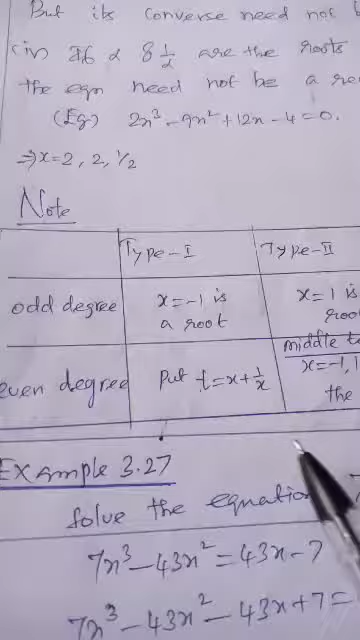 But its converse need not
(iv) If α & 1/α are the roots
the eqn need not be a
(Eg) 2x³ - 9x² + 12x - 4 = 0.
⇒ x = 2, 2, 1/2
Note
Type - I Type - II
odd degree x = -1 is a root x = 1 is
even degree Put t = x + 1/x middle x = -1, 1 the
Example 3.27
Solve the equation
7x³ - 43x² = 43x - 7
7x³ - 43x² - 43x + 7 =